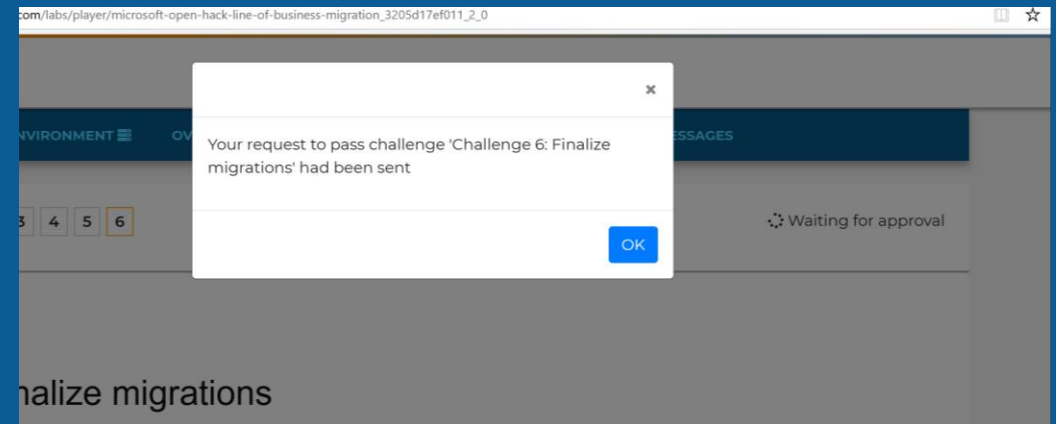 com/labs/player/microsoft-open-hack-line-of-business-migration_3205d17ef011_2_0
×
NVIRONMENT OV ESSAGES
Your request to pass challenge 'Challenge 6: Finalize
migrations' had been sent
3 4 5 6 Waiting for approval
OK
nalize migrations